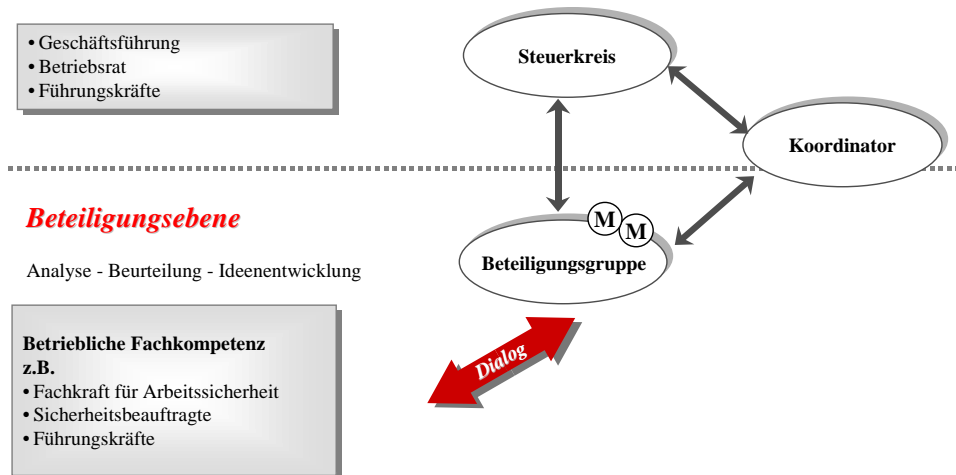 • Geschäftsführung
• Betriebsrat
• Führungskräfte
Steuerkreis
Koordinator
Beteiligungsebene
Analyse - Beurteilung - Ideenentwicklung
M
M
Beteiligungsgruppe
Betriebliche Fachkompetenz
z.B.
• Fachkraft für Arbeitssicherheit
• Sicherheitsbeauftragte
• Führungskräfte
Dialog